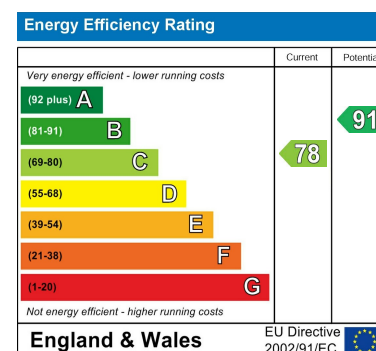 Energy Efficiency Rating
Current Potentia
Very energy efficient - lower running costs
(92 plus) A
(81-91) B
(69-80) C
(55-68) D
(39-54) E
(21-38) F
(1-20) G
78
91
Not energy efficient - higher running costs
England & Wales
EU Directive
2002/91/EC